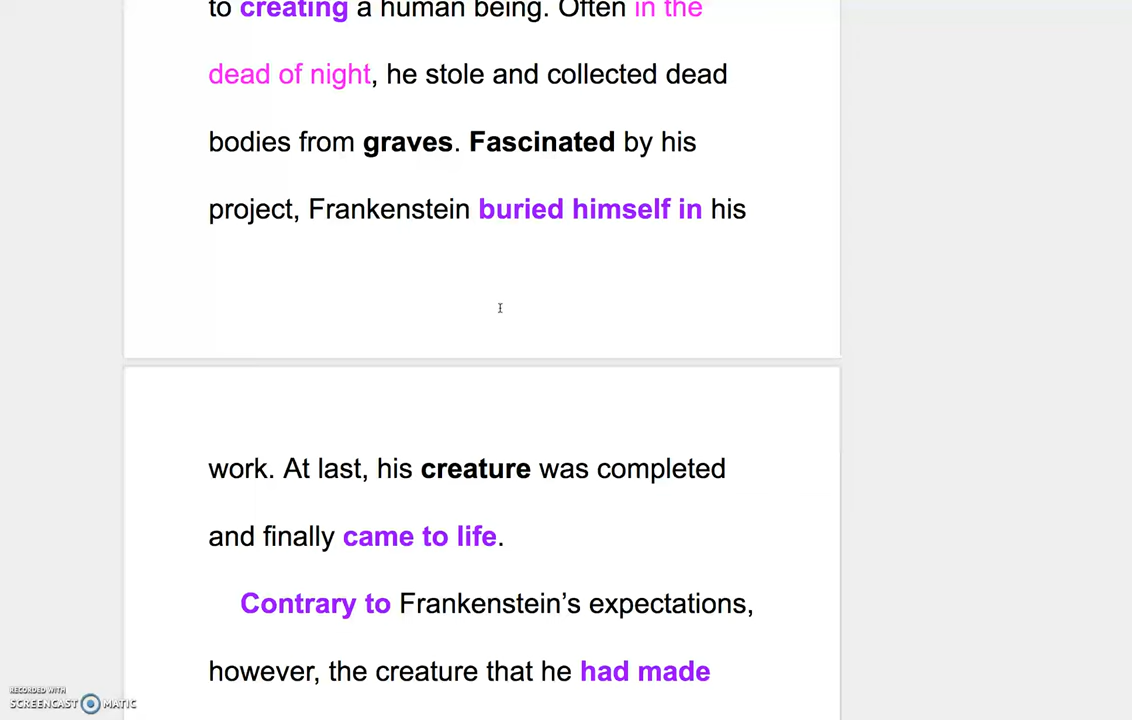 to creating a human being. Often in the
dead of night, he stole and collected dead
bodies from graves. Fascinated by his
project, Frankenstein buried himself in his
work. At last, his creature was completed
and finally came to life.
Contrary to Frankenstein’s expectations,
however, the creature that he had made
RECORDED WITH
SCREENCAST MATIC